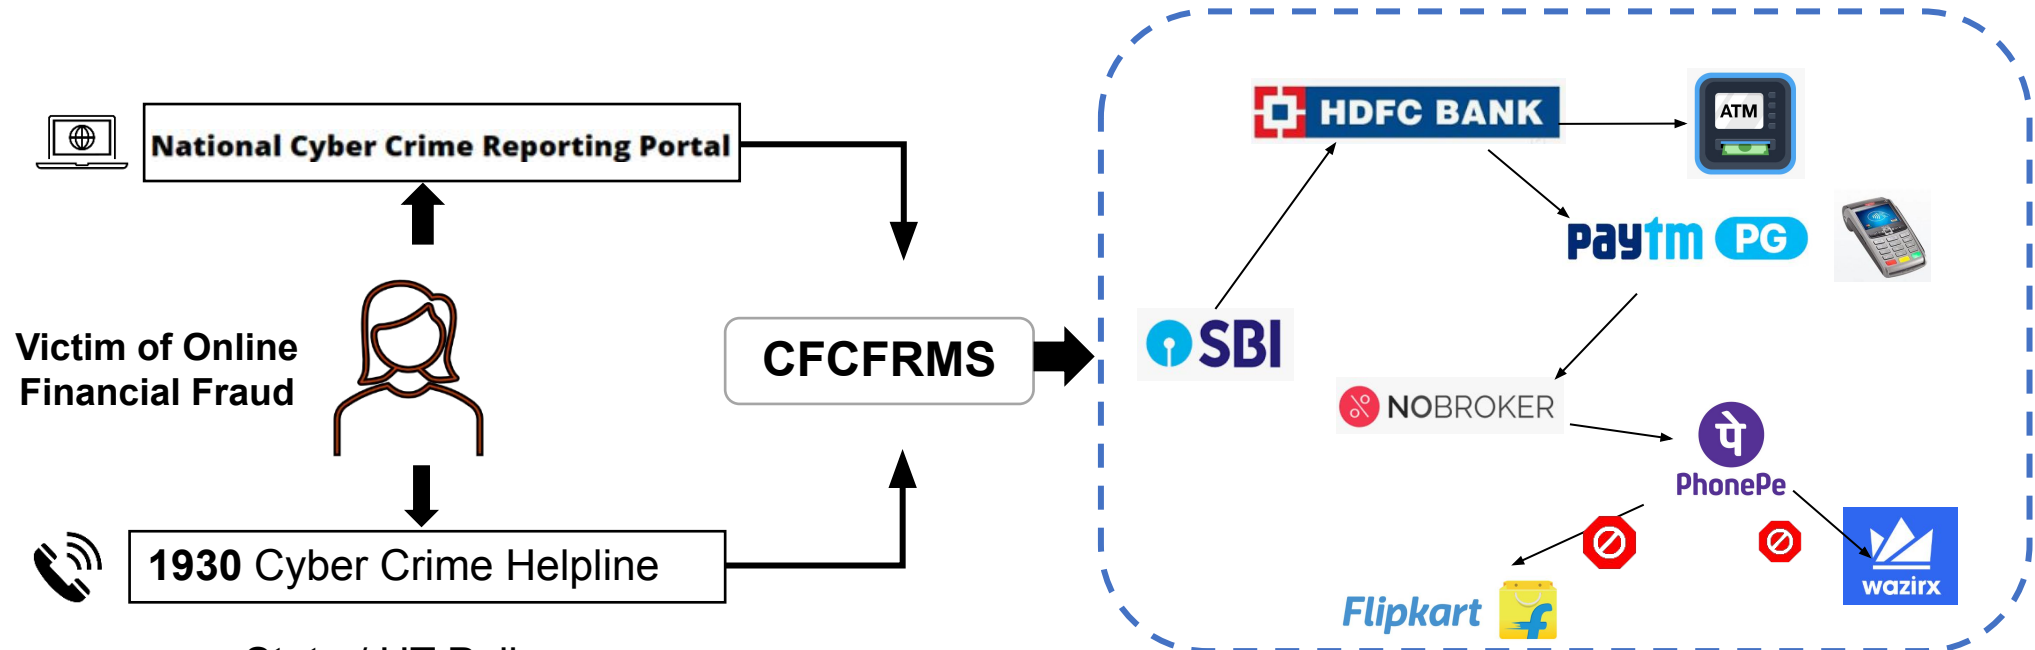 National Cyber Crime Reporting Portal
Victim of Online
Financial Fraud
1930 Cyber Crime Helpline
CFCFRMS
HDFC BANK
ATM
paytm PG
SBI
NOBROKER
पे
PhonePe
wazirx
Flipkart